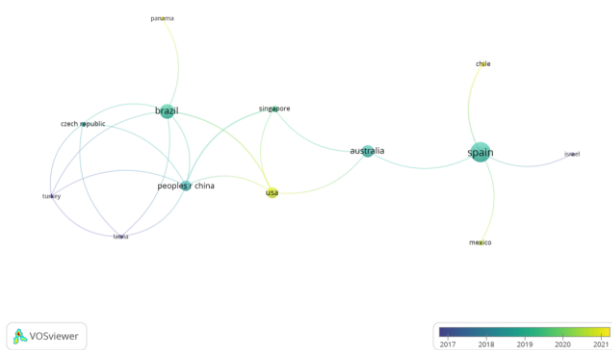 panama
chile
brazil
singapore
czech republic
australia
spain
israel
peoples r china
usa
turkey
mexico
VOSviewer
2017 2018 2019 2020 2021